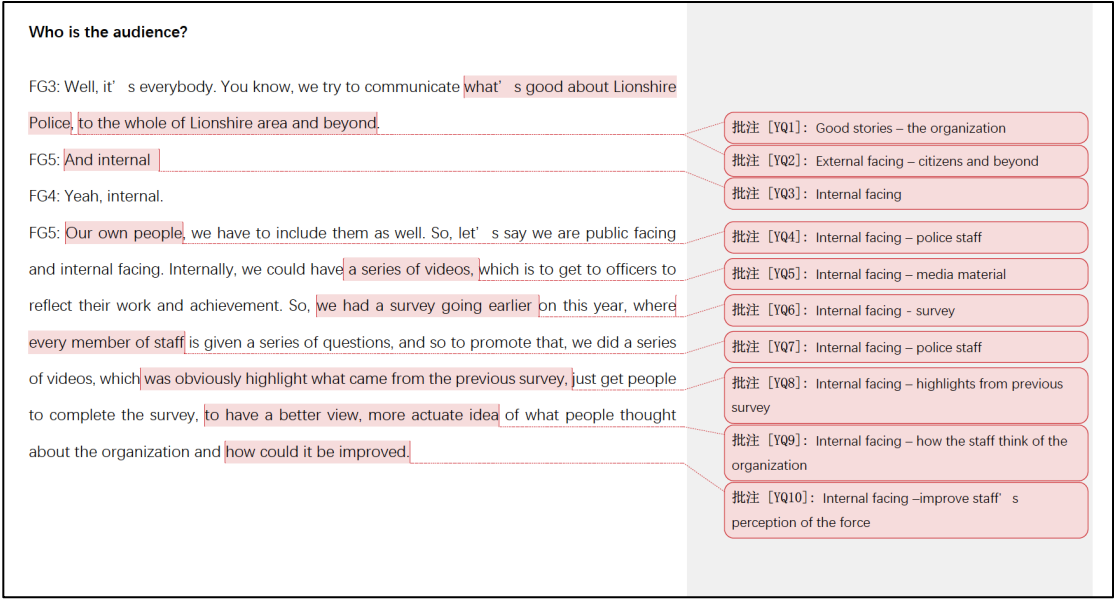 Who is the audience?
FG3: Well, it’s everybody. You know, we try to communicate what’s good about Lionshire
Police, to the whole of Lionshire area and beyond.
FG5: And internal
FG4: Yeah, internal.
FG5: Our own people, we have to include them as well. So, let’s say we are public facing
and internal facing. Internally, we could have a series of videos, which is to get to officers to
reflect their work and achievement. So, we had a survey going earlier on this year, where
every member of staff is given a series of questions, and so to promote that, we did a series
of videos, which was obviously highlight what came from the previous survey, just get people
to complete the survey, to have a better view, more actuate idea of what people thought
about the organization and how could it be improved.
批注 [YQ1]: Good stories – the organization
批注 [YQ2]: External facing – citizens and beyond
批注 [YQ3]: Internal facing
批注 [YQ4]: Internal facing – police staff
批注 [YQ5]: Internal facing – media material
批注 [YQ6]: Internal facing - survey
批注 [YQ7]: Internal facing – police staff
批注 [YQ8]: Internal facing – highlights from previous
survey
批注 [YQ9]: Internal facing – how the staff think of the
organization
批注 [YQ10]: Internal facing –improve staff’s
perception of the force